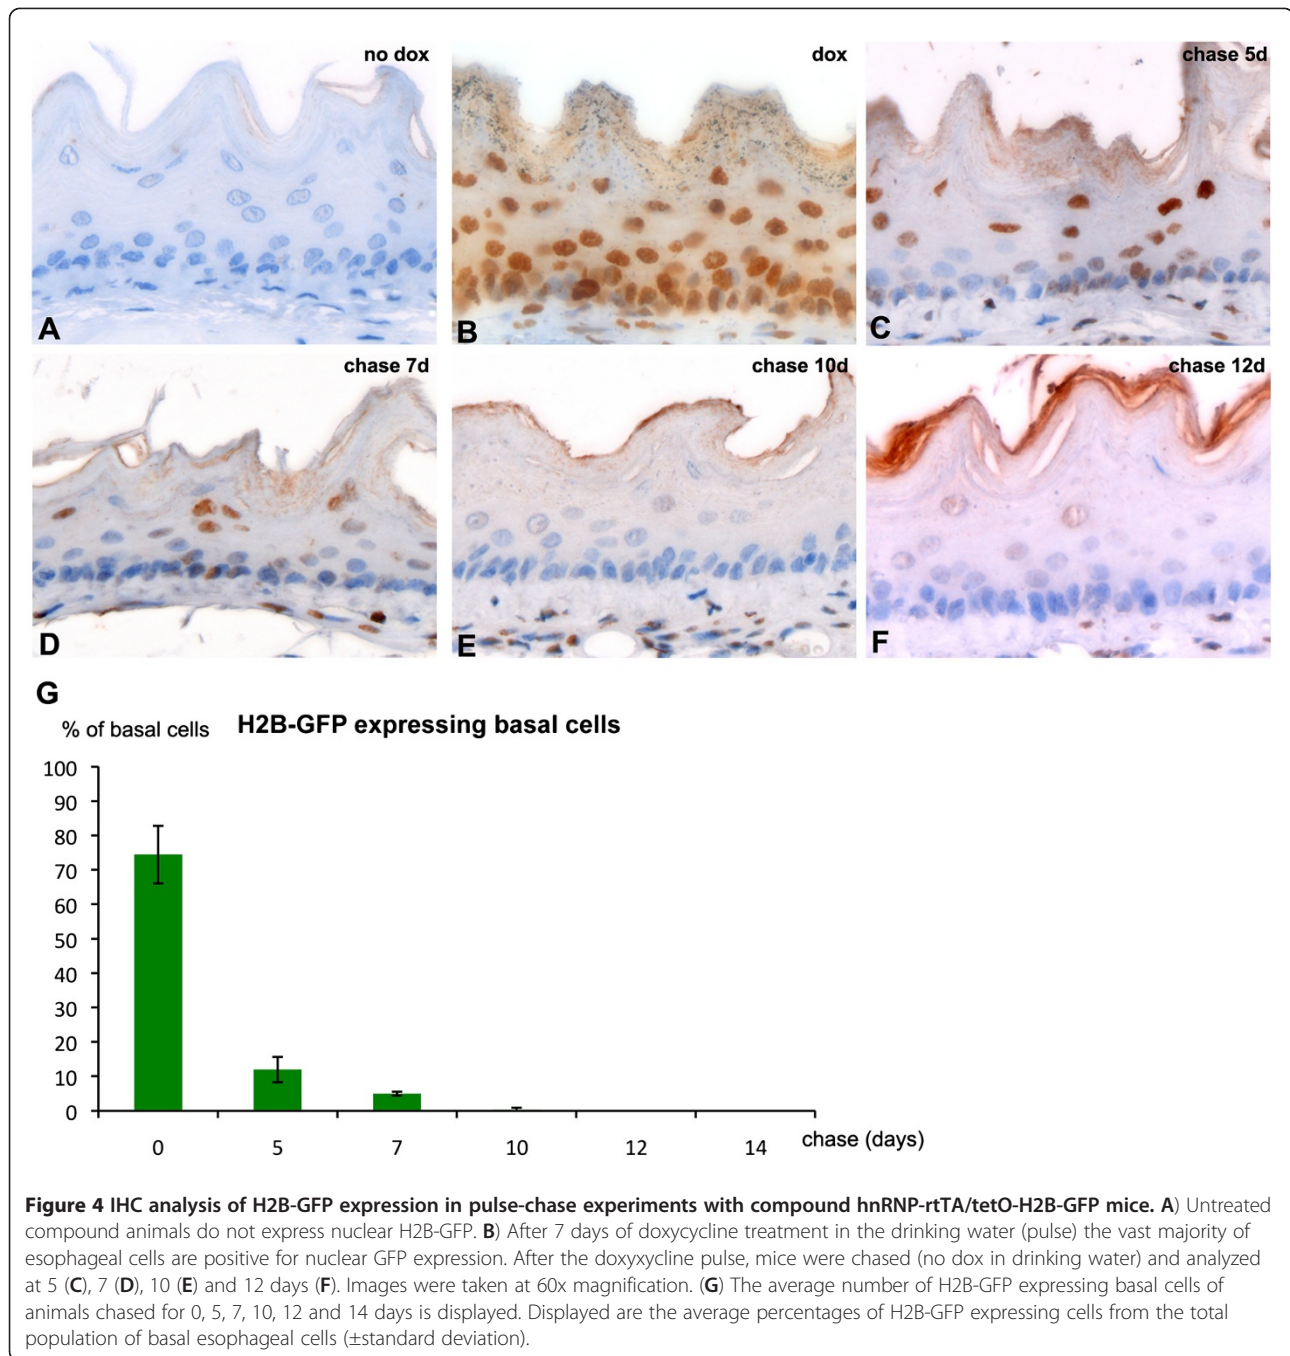 no dox
dox
chase 5d
A
B
C
chase 7d
chase 10d
chase 12d
D
E
F
G
% of basal cells
H2B-GFP expressing basal cells
100
90
80
70
60
50
40
30
20
10
0
0 5 7 10 12 14
chase (days)
Figure 4 IHC analysis of H2B-GFP expression in pulse-chase experiments with compound hnRNP-rtTA/tetO-H2B-GFP mice. A) Untreated
compound animals do not express nuclear H2B-GFP. B) After 7 days of doxycycline treatment in the drinking water (pulse) the vast majority of
esophageal cells are positive for nuclear GFP expression. After the doxyxycline pulse, mice were chased (no dox in drinking water) and analyzed
at 5 (C), 7 (D), 10 (E) and 12 days (F). Images were taken at 60x magnification. (G) The average number of H2B-GFP expressing basal cells of
animals chased for 0, 5, 7, 10, 12 and 14 days is displayed. Displayed are the average percentages of H2B-GFP expressing cells from the total
population of basal esophageal cells (±standard deviation).